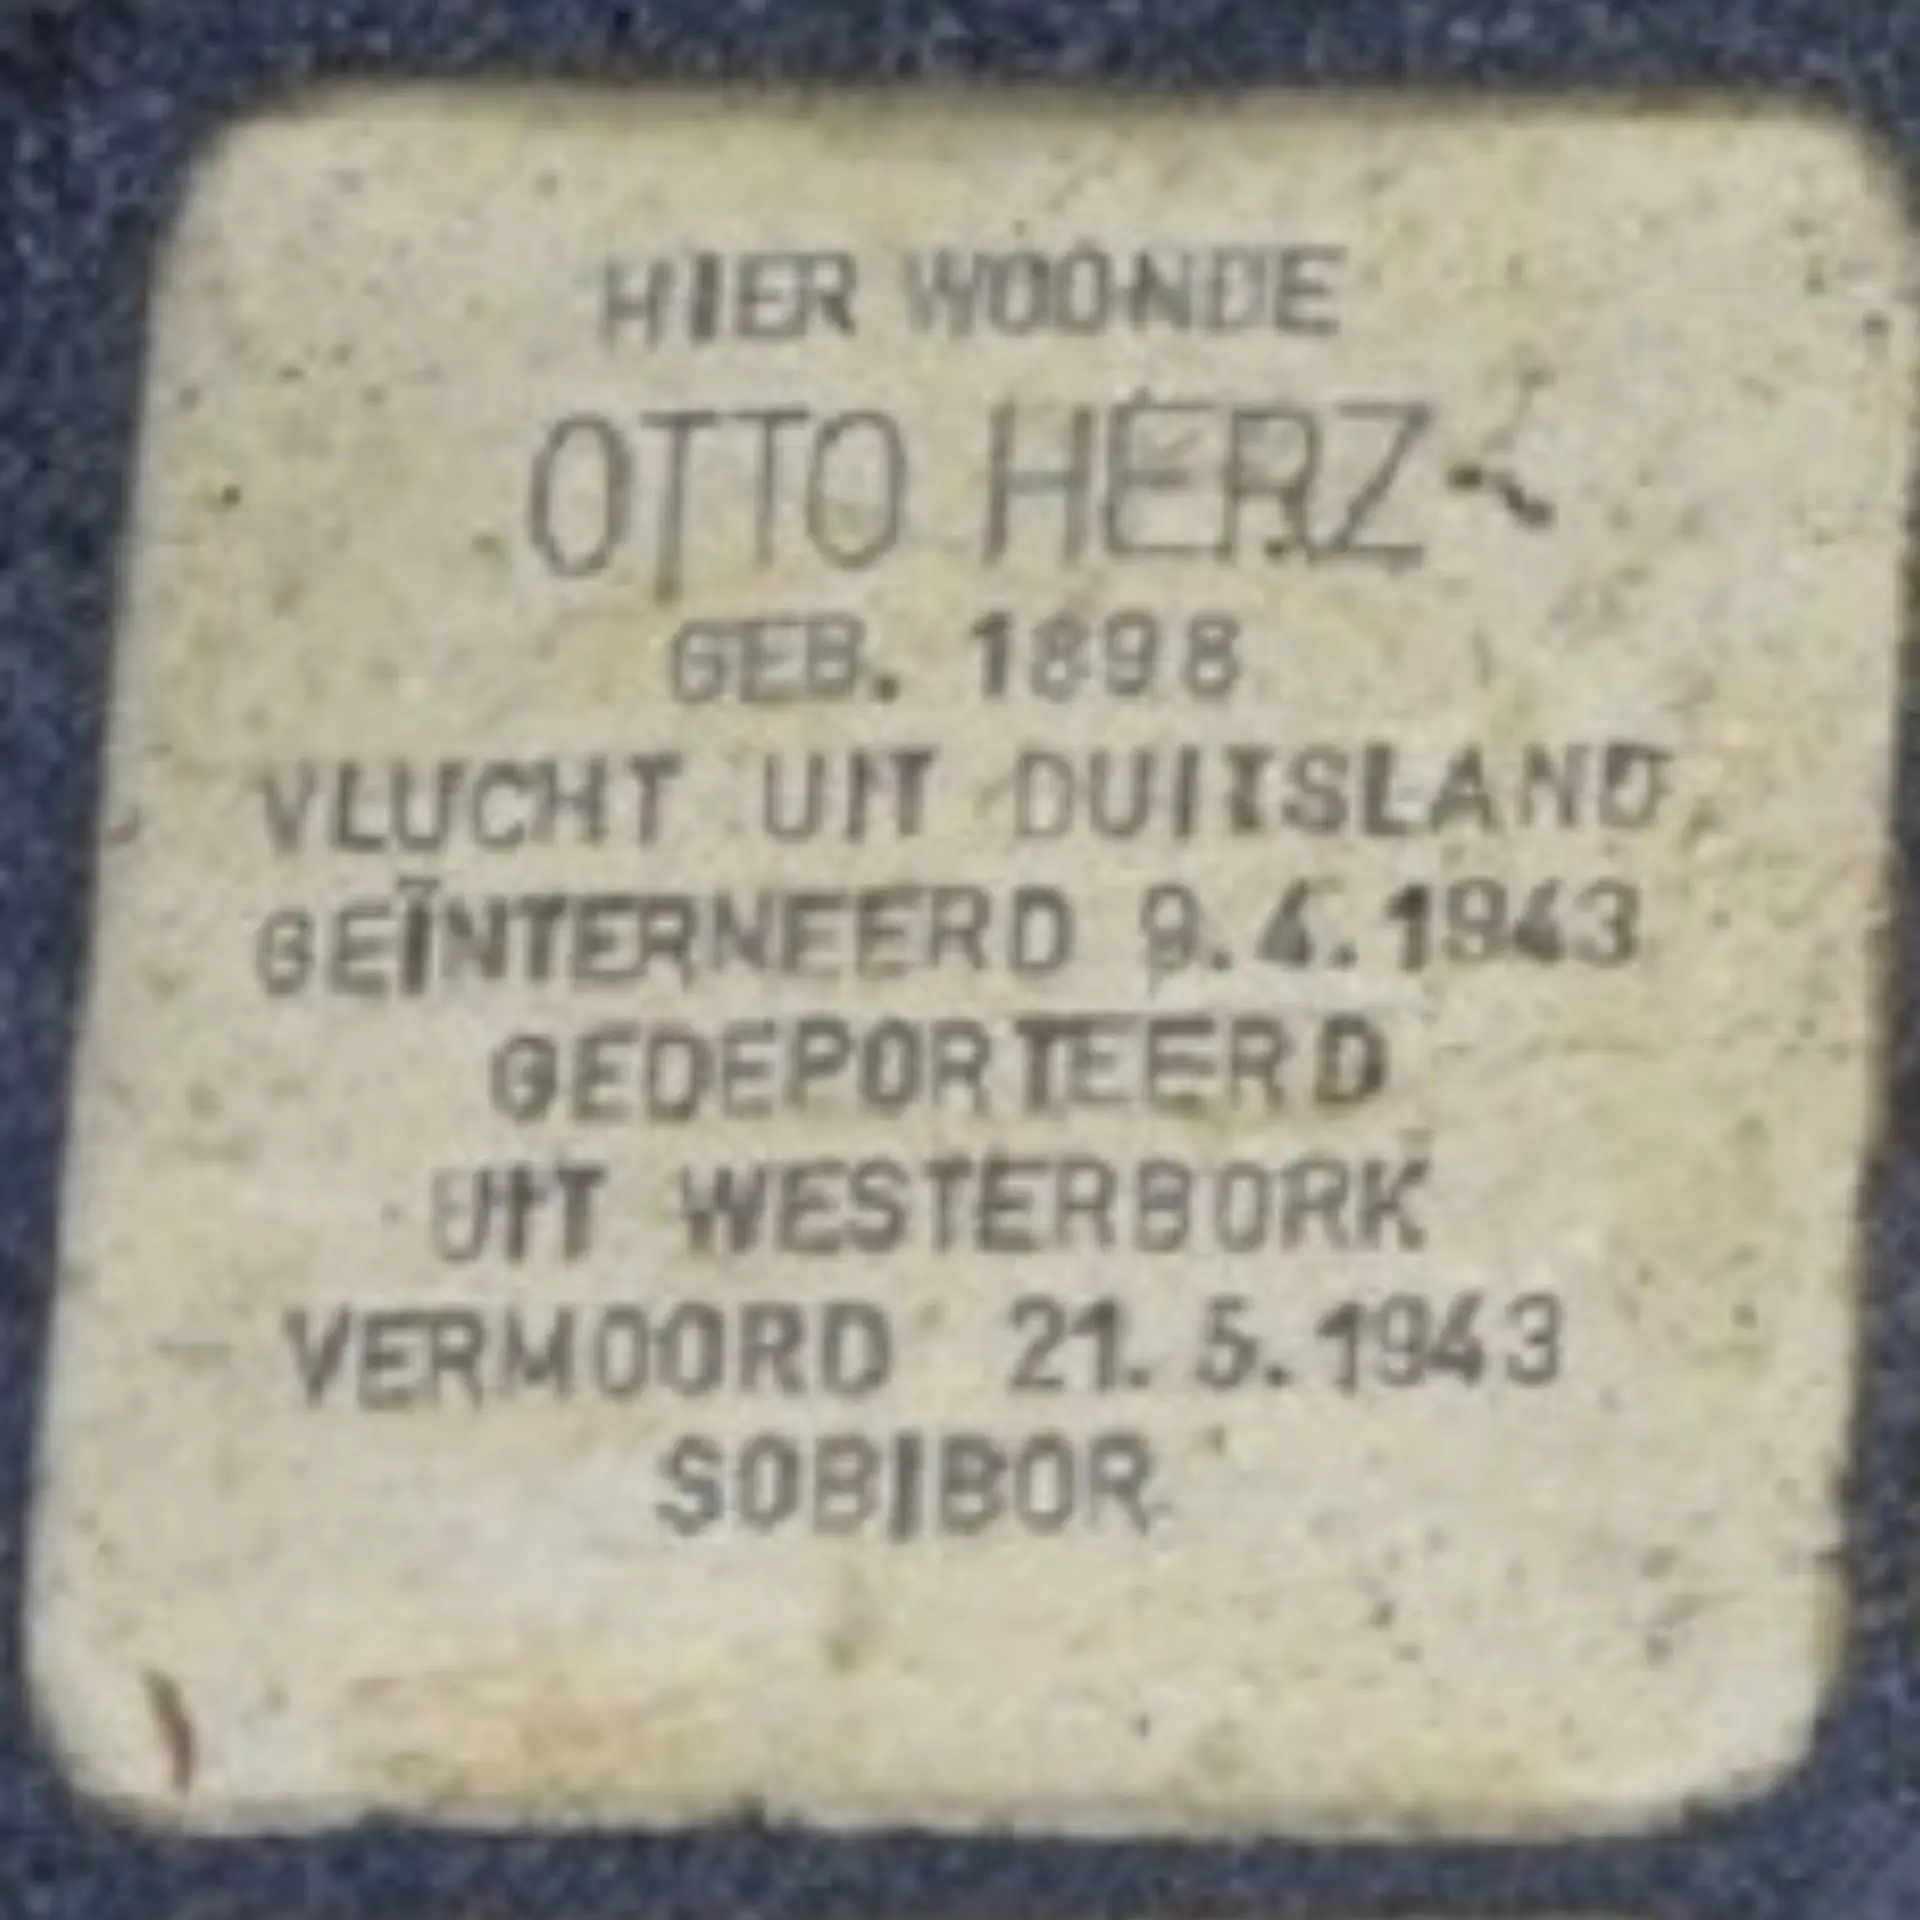 HIER WOONDE
OTTO HERZ
GEB. 1898
VLUCHT UIT DUITSLAND
GEÏNTERNEERD 9.4.1943
GEDEPORTEERD
UIT WESTERBORK
VERMOORD 21.5.1943
SOBIBOR